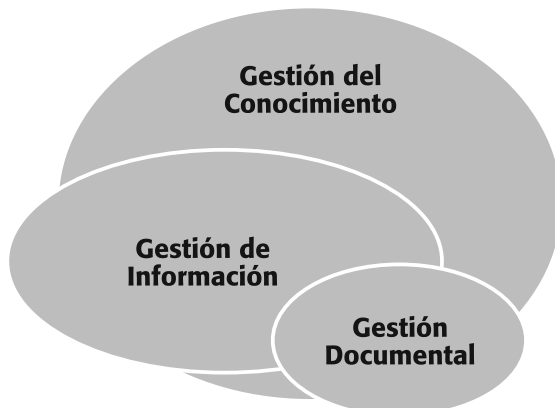 Gestión del
Conocimiento
Gestión de
Información
Gestión
Documental